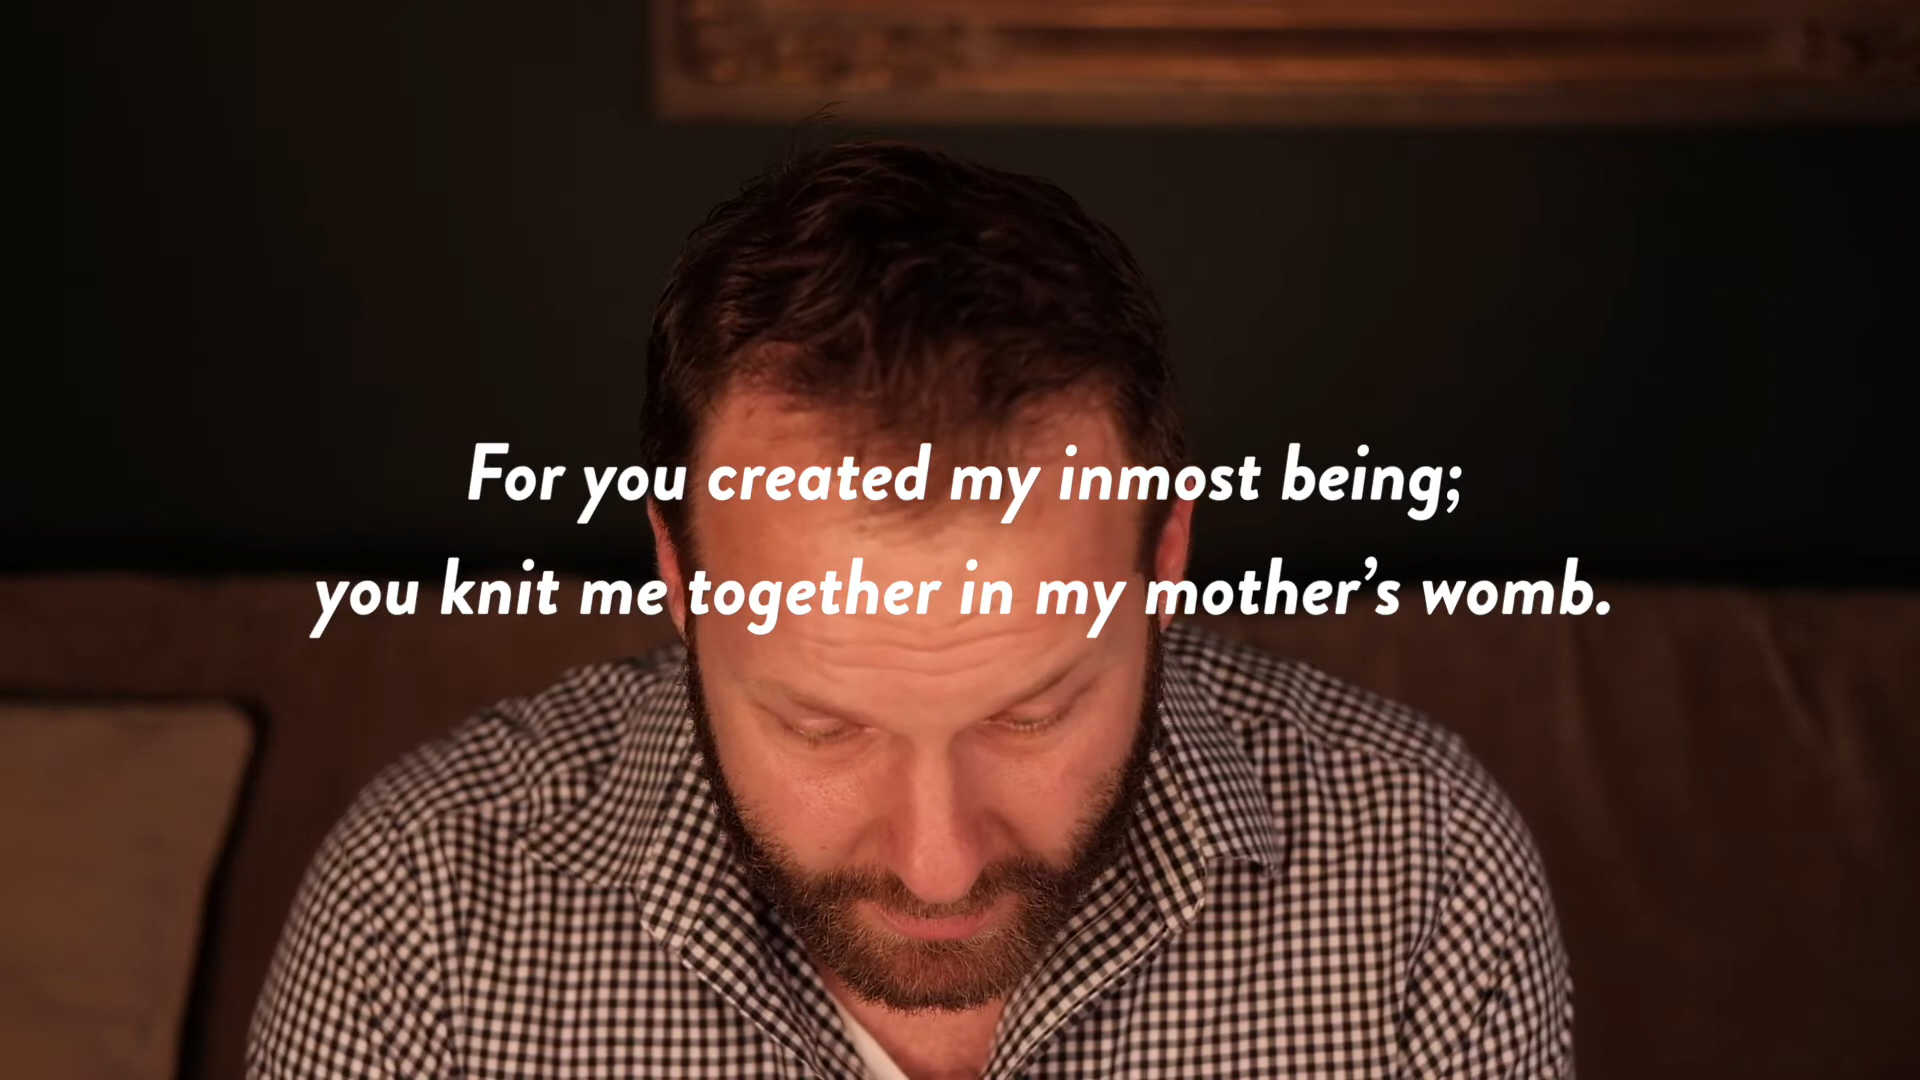 For you created my inmost being;
you knit me together in my mother’s womb.